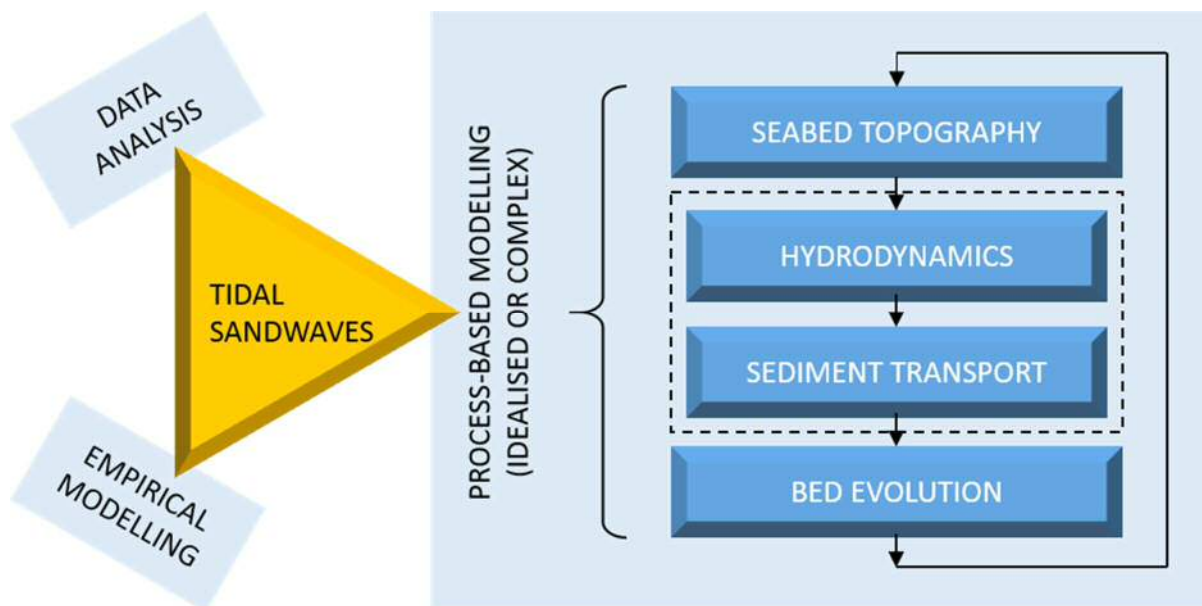 DATA
ANALYSIS
TIDAL
SANDWAVES
EMPIRICAL
MODELLING
PROCESS-BASED MODELLING
(IDEALISED OR COMPLEX)
SEABED TOPOGRAPHY
HYDRODYNAMICS
SEDIMENT TRANSPORT
BED EVOLUTION